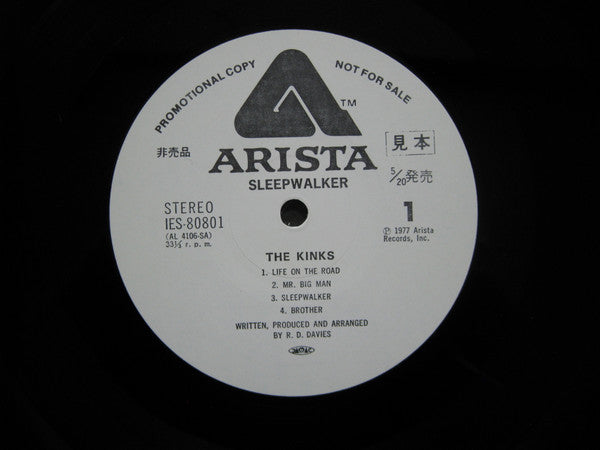 PROMOTIONAL COPY
NOT FOR SALE
TM
非売品
見本
ARISTA
SLEEPWALKER
5/20発売
STEREO
IES-80801
(AL 4106-SA)
33⅓ r. p. m.
1
℗ 1977 Arista
Records, Inc.
THE KINKS
1. LIFE ON THE ROAD
2. MR. BIG MAN
3. SLEEPWALKER
4. BROTHER
WRITTEN, PRODUCED AND ARRANGED
BY R. D. DAVIES